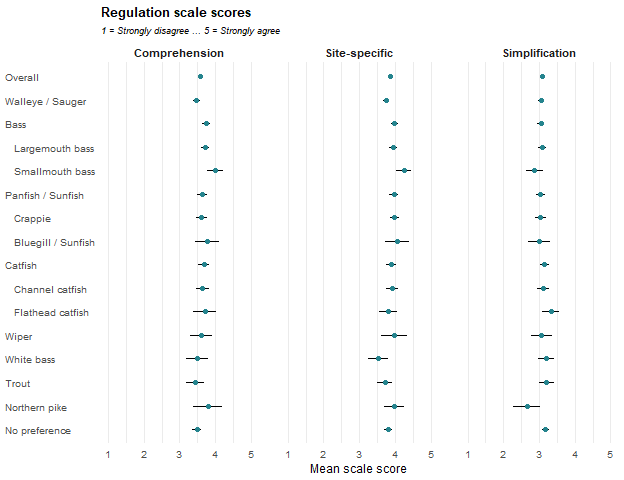 Regulation scale scores
1 = Strongly disagree ... 5 = Strongly agree
Comprehension Site-specific Simplification
Overall
Walleye / Sauger
Bass
Largemouth bass
Smallmouth bass
Panfish / Sunfish
Crappie
Bluegill / Sunfish
Catfish
Channel catfish
Flathead catfish
Wiper
White bass
Trout
Northern pike
No preference
1 2 3 4 5 1 2 3 4 5 1 2 3 4 5
Mean scale score